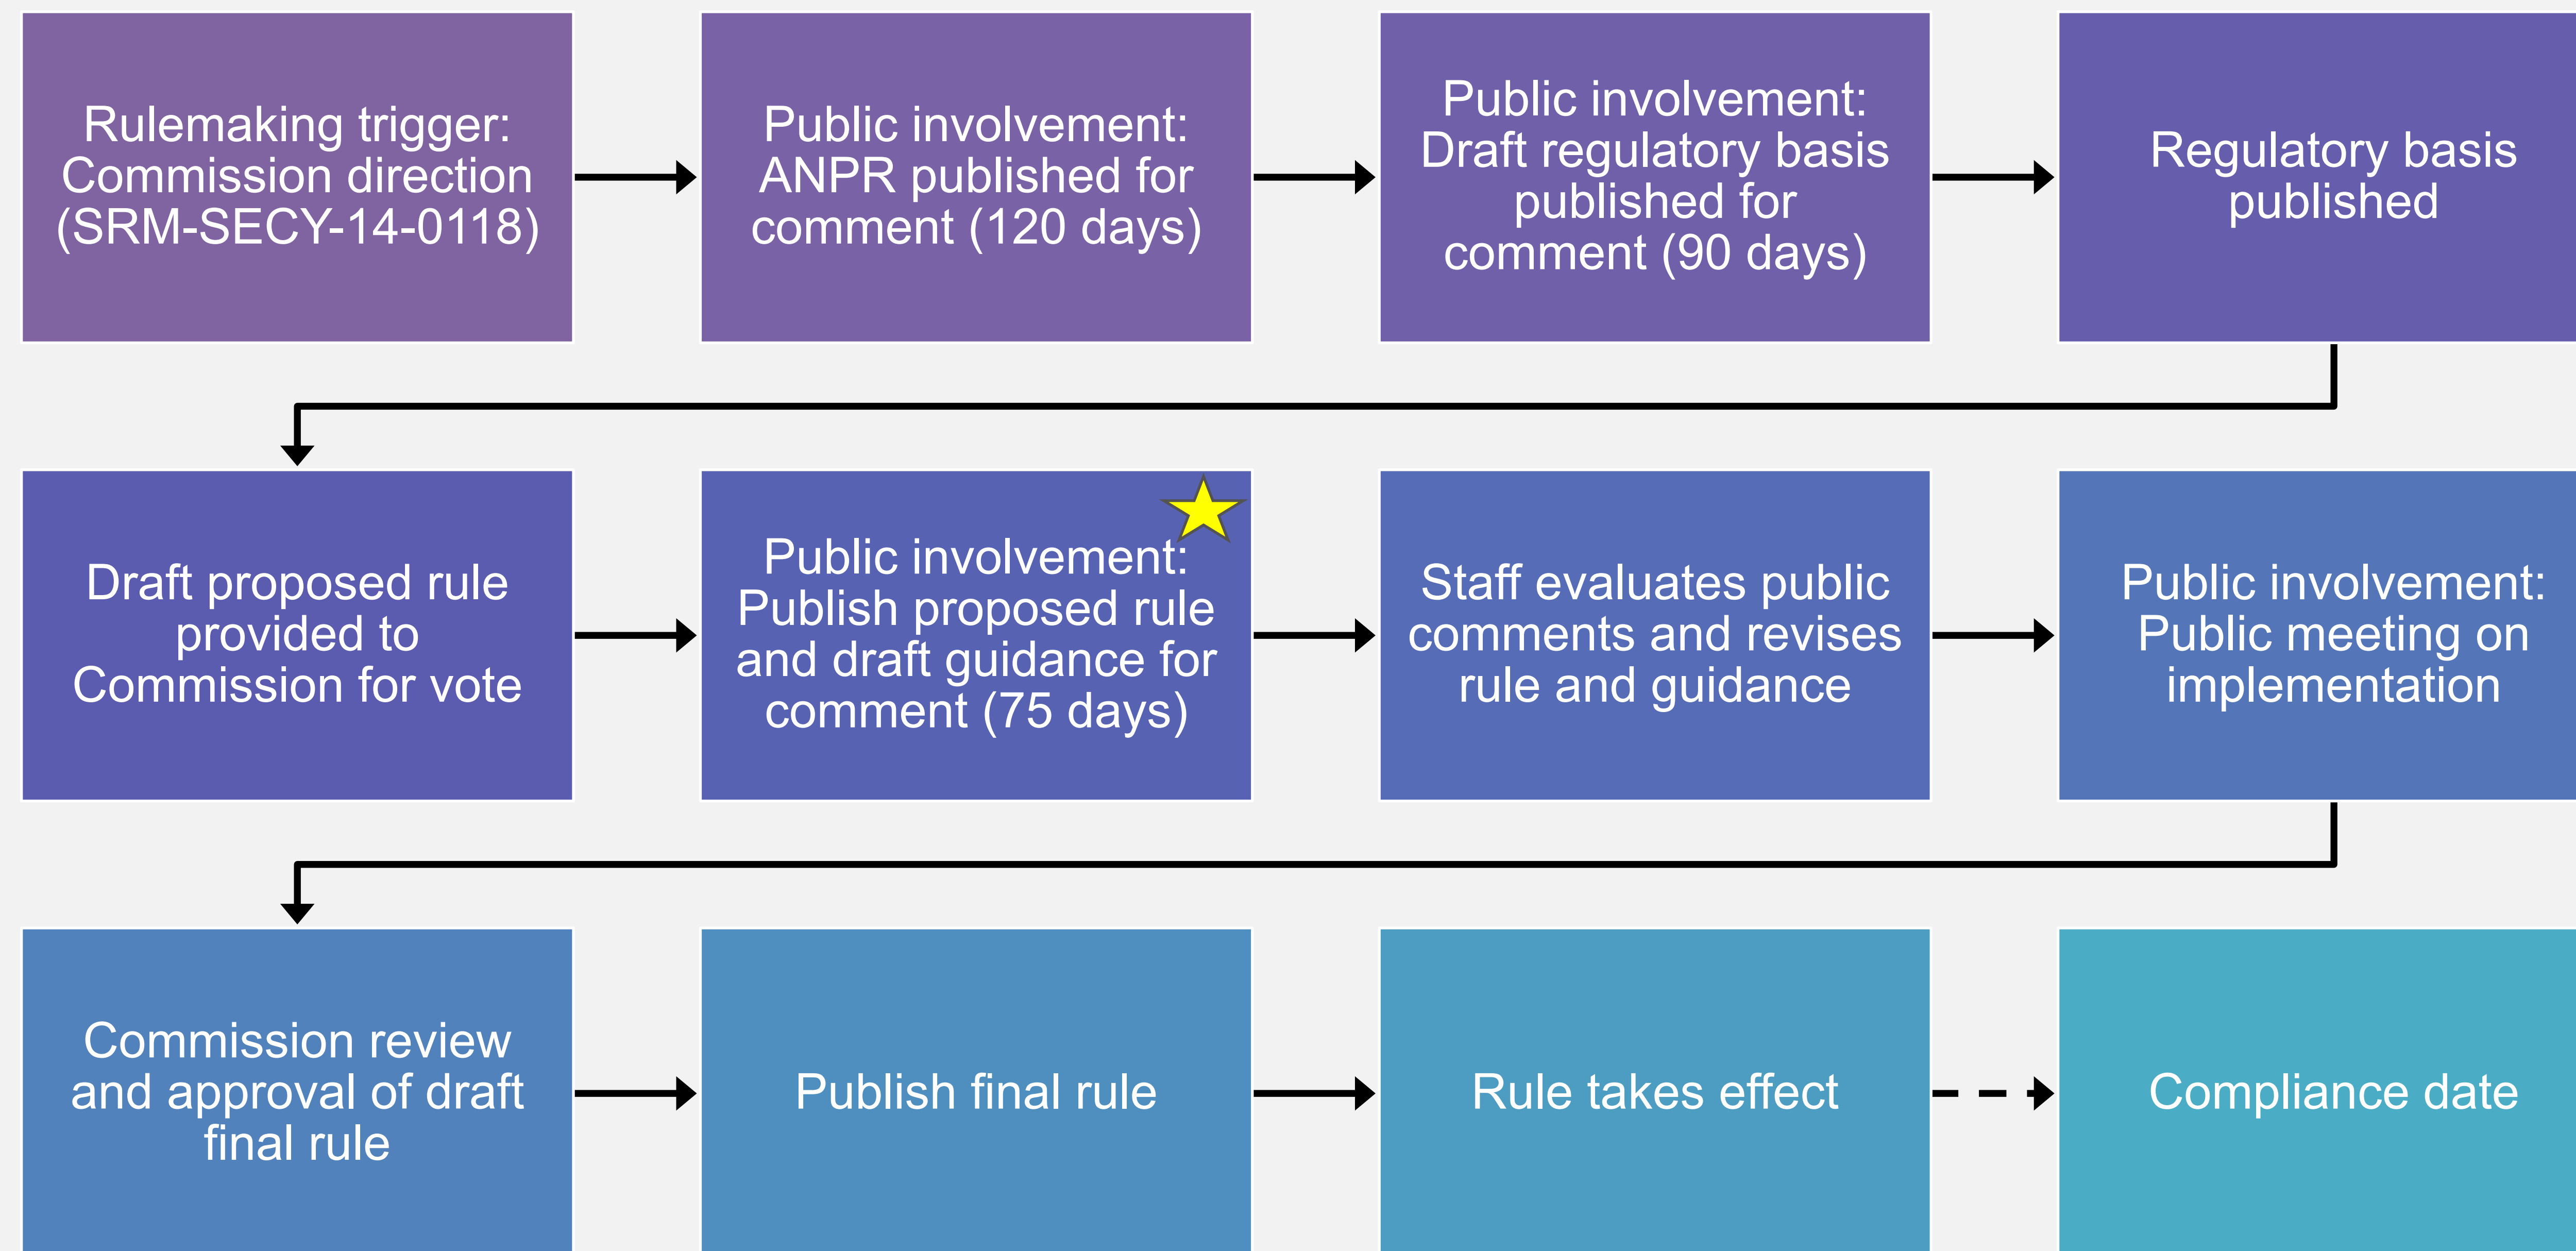 Rulemaking trigger:
Commission direction
(SRM-SECY-14-0118)
Public involvement:
ANPR published for
comment (120 days)
Public involvement:
Draft regulatory basis
published for
comment (90 days)
Regulatory basis
published
Draft proposed rule
provided to
Commission for vote
Public involvement:
Publish proposed rule
and draft guidance for
comment (75 days)
Staff evaluates public
comments and revises
rule and guidance
Public involvement:
Public meeting on
implementation
Commission review
and approval of draft
final rule
Publish final rule
Rule takes effect
Compliance date